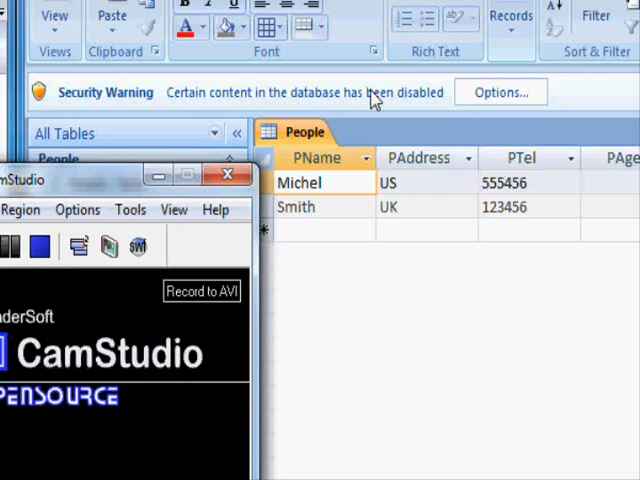 B I U
View
Paste
Records
Filter
Views
Clipboard
Font
Rich Text
Sort & Filter
Security Warning Certain content in the database has been disabled Options...
All Tables
People
People
PName PAddress PTel PAge
Michel US 555456
Smith UK 123456
mStudio
Region Options Tools View Help
Record to AVI
nderSoft
CamStudio
PENSOURCE